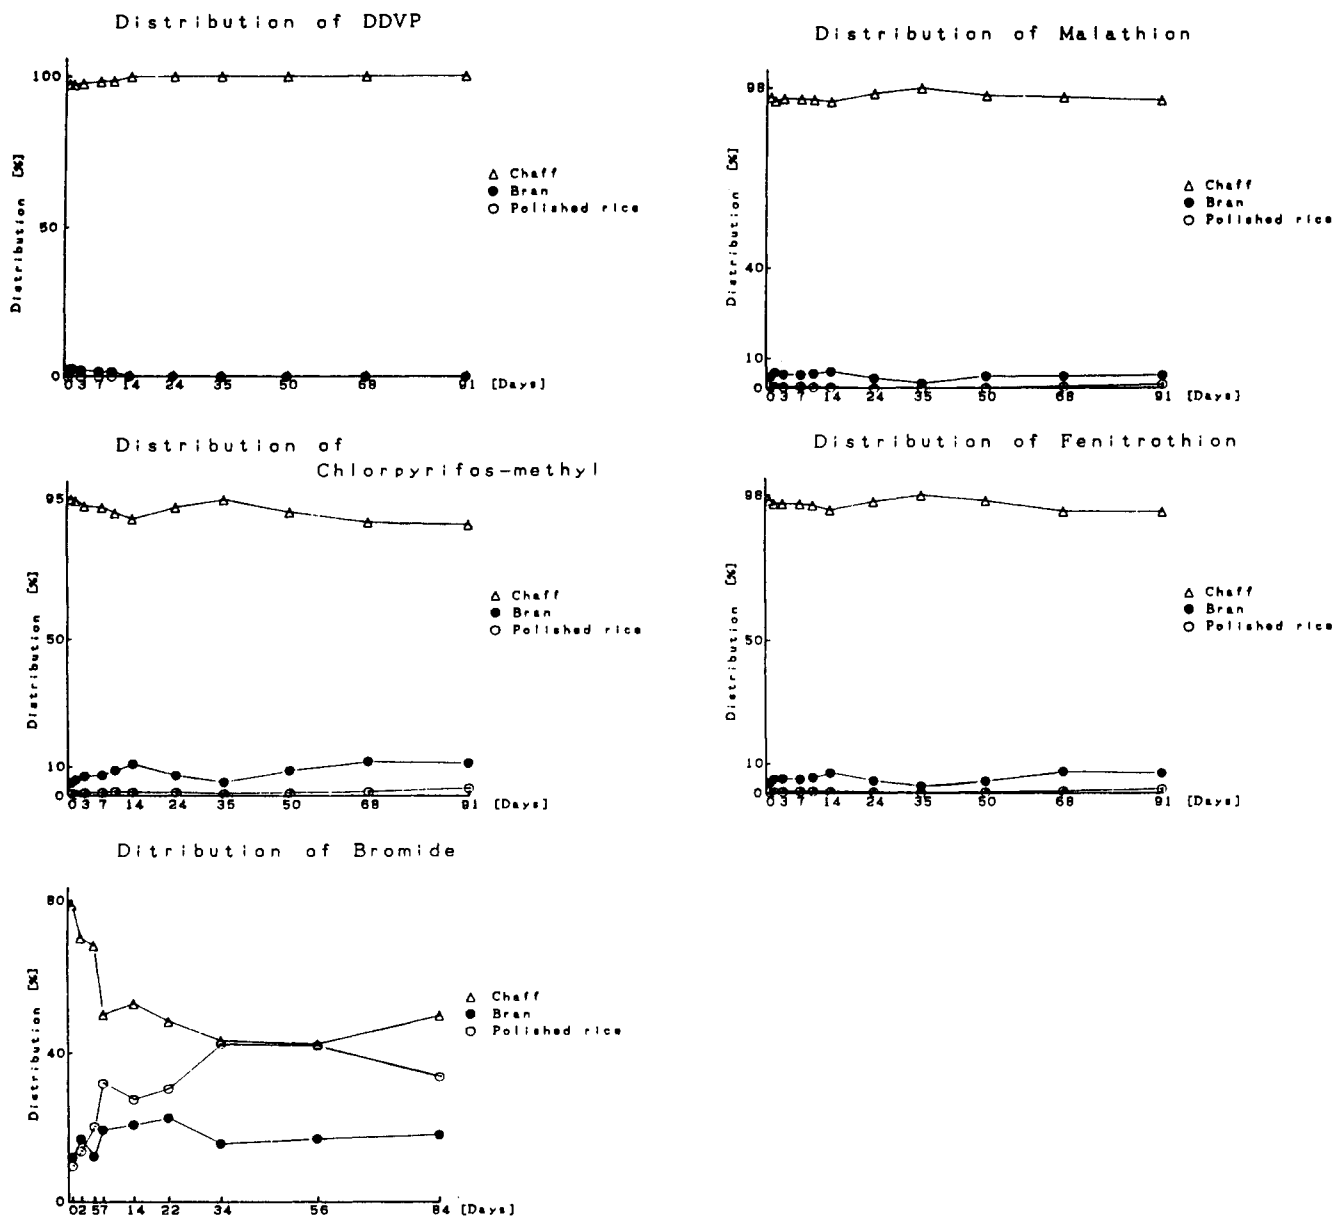 Distribution of DDVP
100
50
0
Distribution [%]
0 3 7 14 24 35 50 68 91 [Days]
Chaff
Bran
Polished rice
Distribution of Malathion
98
40
10
0
Distribution [%]
0 3 7 14 24 35 50 68 91 [Days]
Chaff
Bran
Polished rice
Distribution of
Chlorpyrifos-methyl
95
50
10
0
Distribution [%]
0 3 7 14 24 35 50 68 91 [Days]
Chaff
Bran
Polished rice
Distribution of Fenitrothion
98
50
10
0
Distribution [%]
0 3 7 14 24 35 50 68 91 [Days]
Chaff
Bran
Polished rice
Ditribution of Bromide
80
40
0
Distribution [%]
0 2 5 7 14 22 34 56 84 [Days]
Chaff
Bran
Polished rice